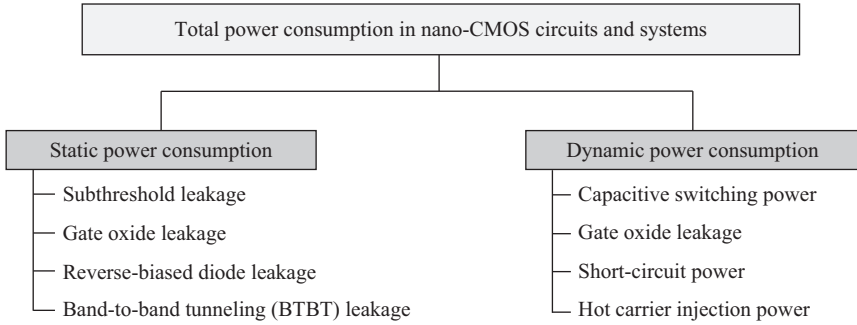 Total power consumption in nano-CMOS circuits and systems
Static power consumption
Subthreshold leakage
Gate oxide leakage
Reverse-biased diode leakage
Band-to-band tunneling (BTBT) leakage
Dynamic power consumption
Capacitive switching power
Gate oxide leakage
Short-circuit power
Hot carrier injection power